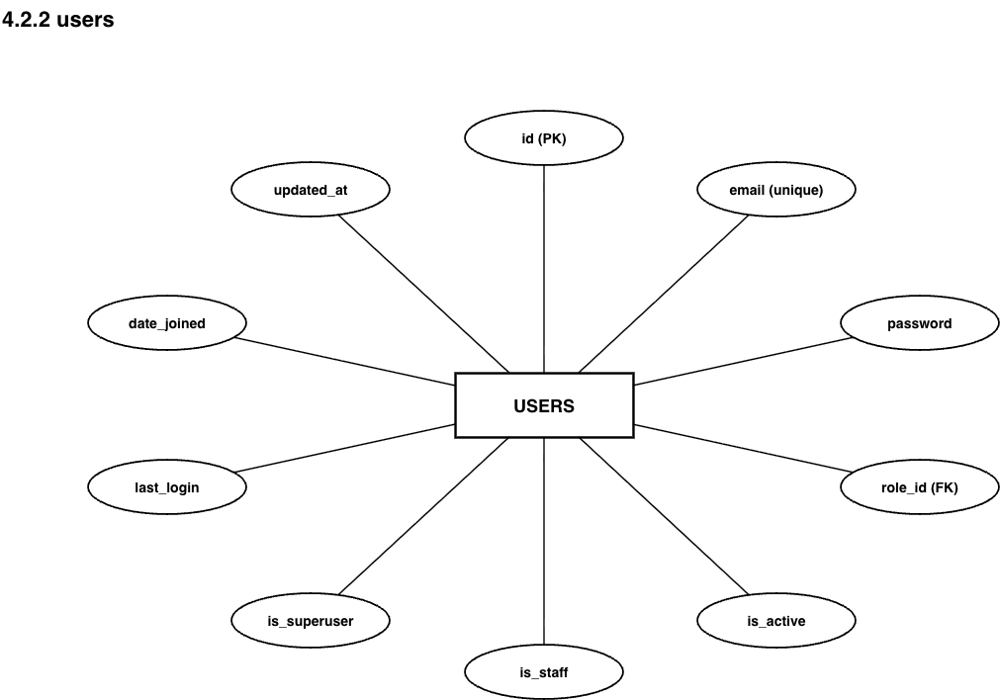 4.2.2 users
id (PK)
updated_at
email (unique)
date_joined
password
USERS
last_login
role_id (FK)
is_superuser
is_active
is_staff